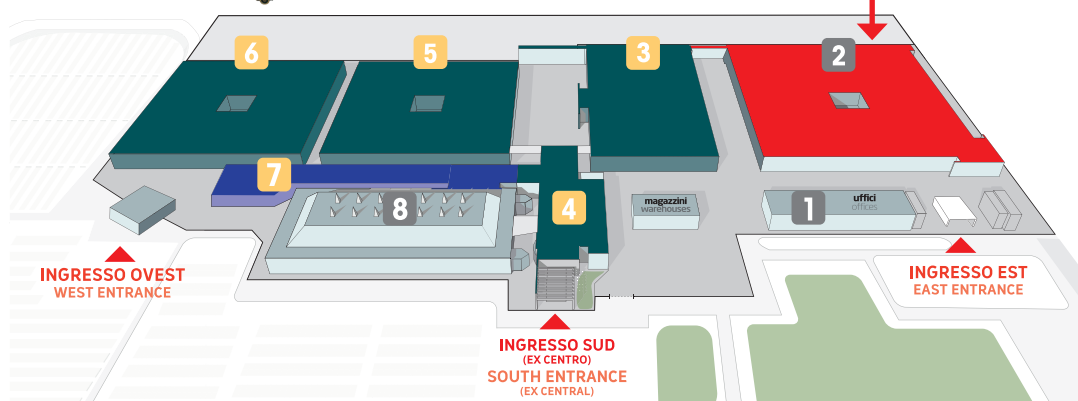 6
5
3
2
7
8
4
magazzini
warehouses
1
uffici
offices
INGRESSO OVEST
WEST ENTRANCE
INGRESSO EST
EAST ENTRANCE
INGRESSO SUD
(EX CENTRO)
SOUTH ENTRANCE
(EX CENTRAL)